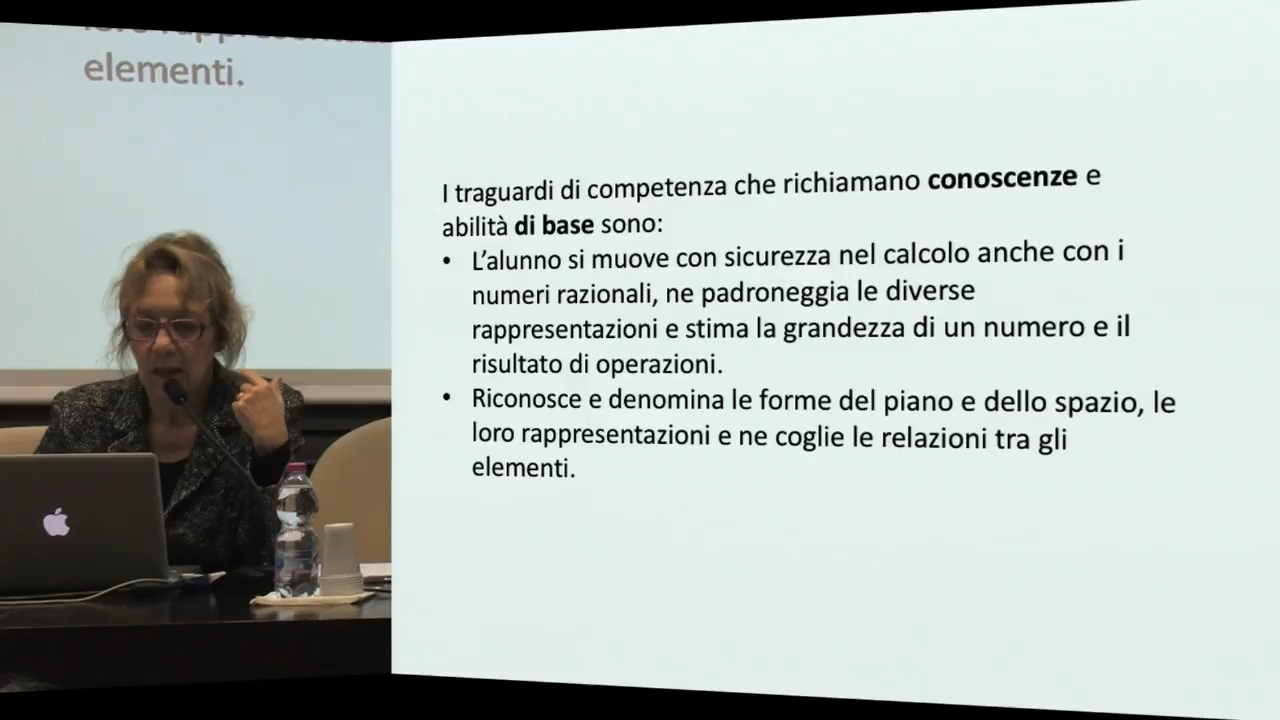 elementi.
I traguardi di competenza che richiamano conoscenze e
abilità di base sono:
• L'alunno si muove con sicurezza nel calcolo anche con i
numeri razionali, ne padroneggia le diverse
rappresentazioni e stima la grandezza di un numero e il
risultato di operazioni.
• Riconosce e denomina le forme del piano e dello spazio, le
loro rappresentazioni e ne coglie le relazioni tra gli
elementi.